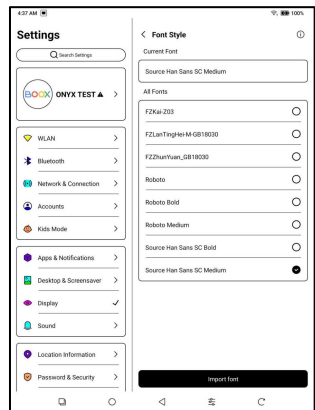 4:37 AM
100%
Settings
Search Settings
BOOX
ONYX TEST
WLAN
Bluetooth
Network & Connection
Accounts
Kids Mode
Apps & Notifications
Desktop & Screensaver
Display
Sound
Location Information
Password & Security
Font Style
Current Font
Source Han Sans SC Medium
All Fonts
FZKai-Z03
FZLanTingHei-M-GB18030
FZZhunYuan_GB18030
Roboto
Roboto Bold
Roboto Medium
Source Han Sans SC Bold
Source Han Sans SC Medium
Import font